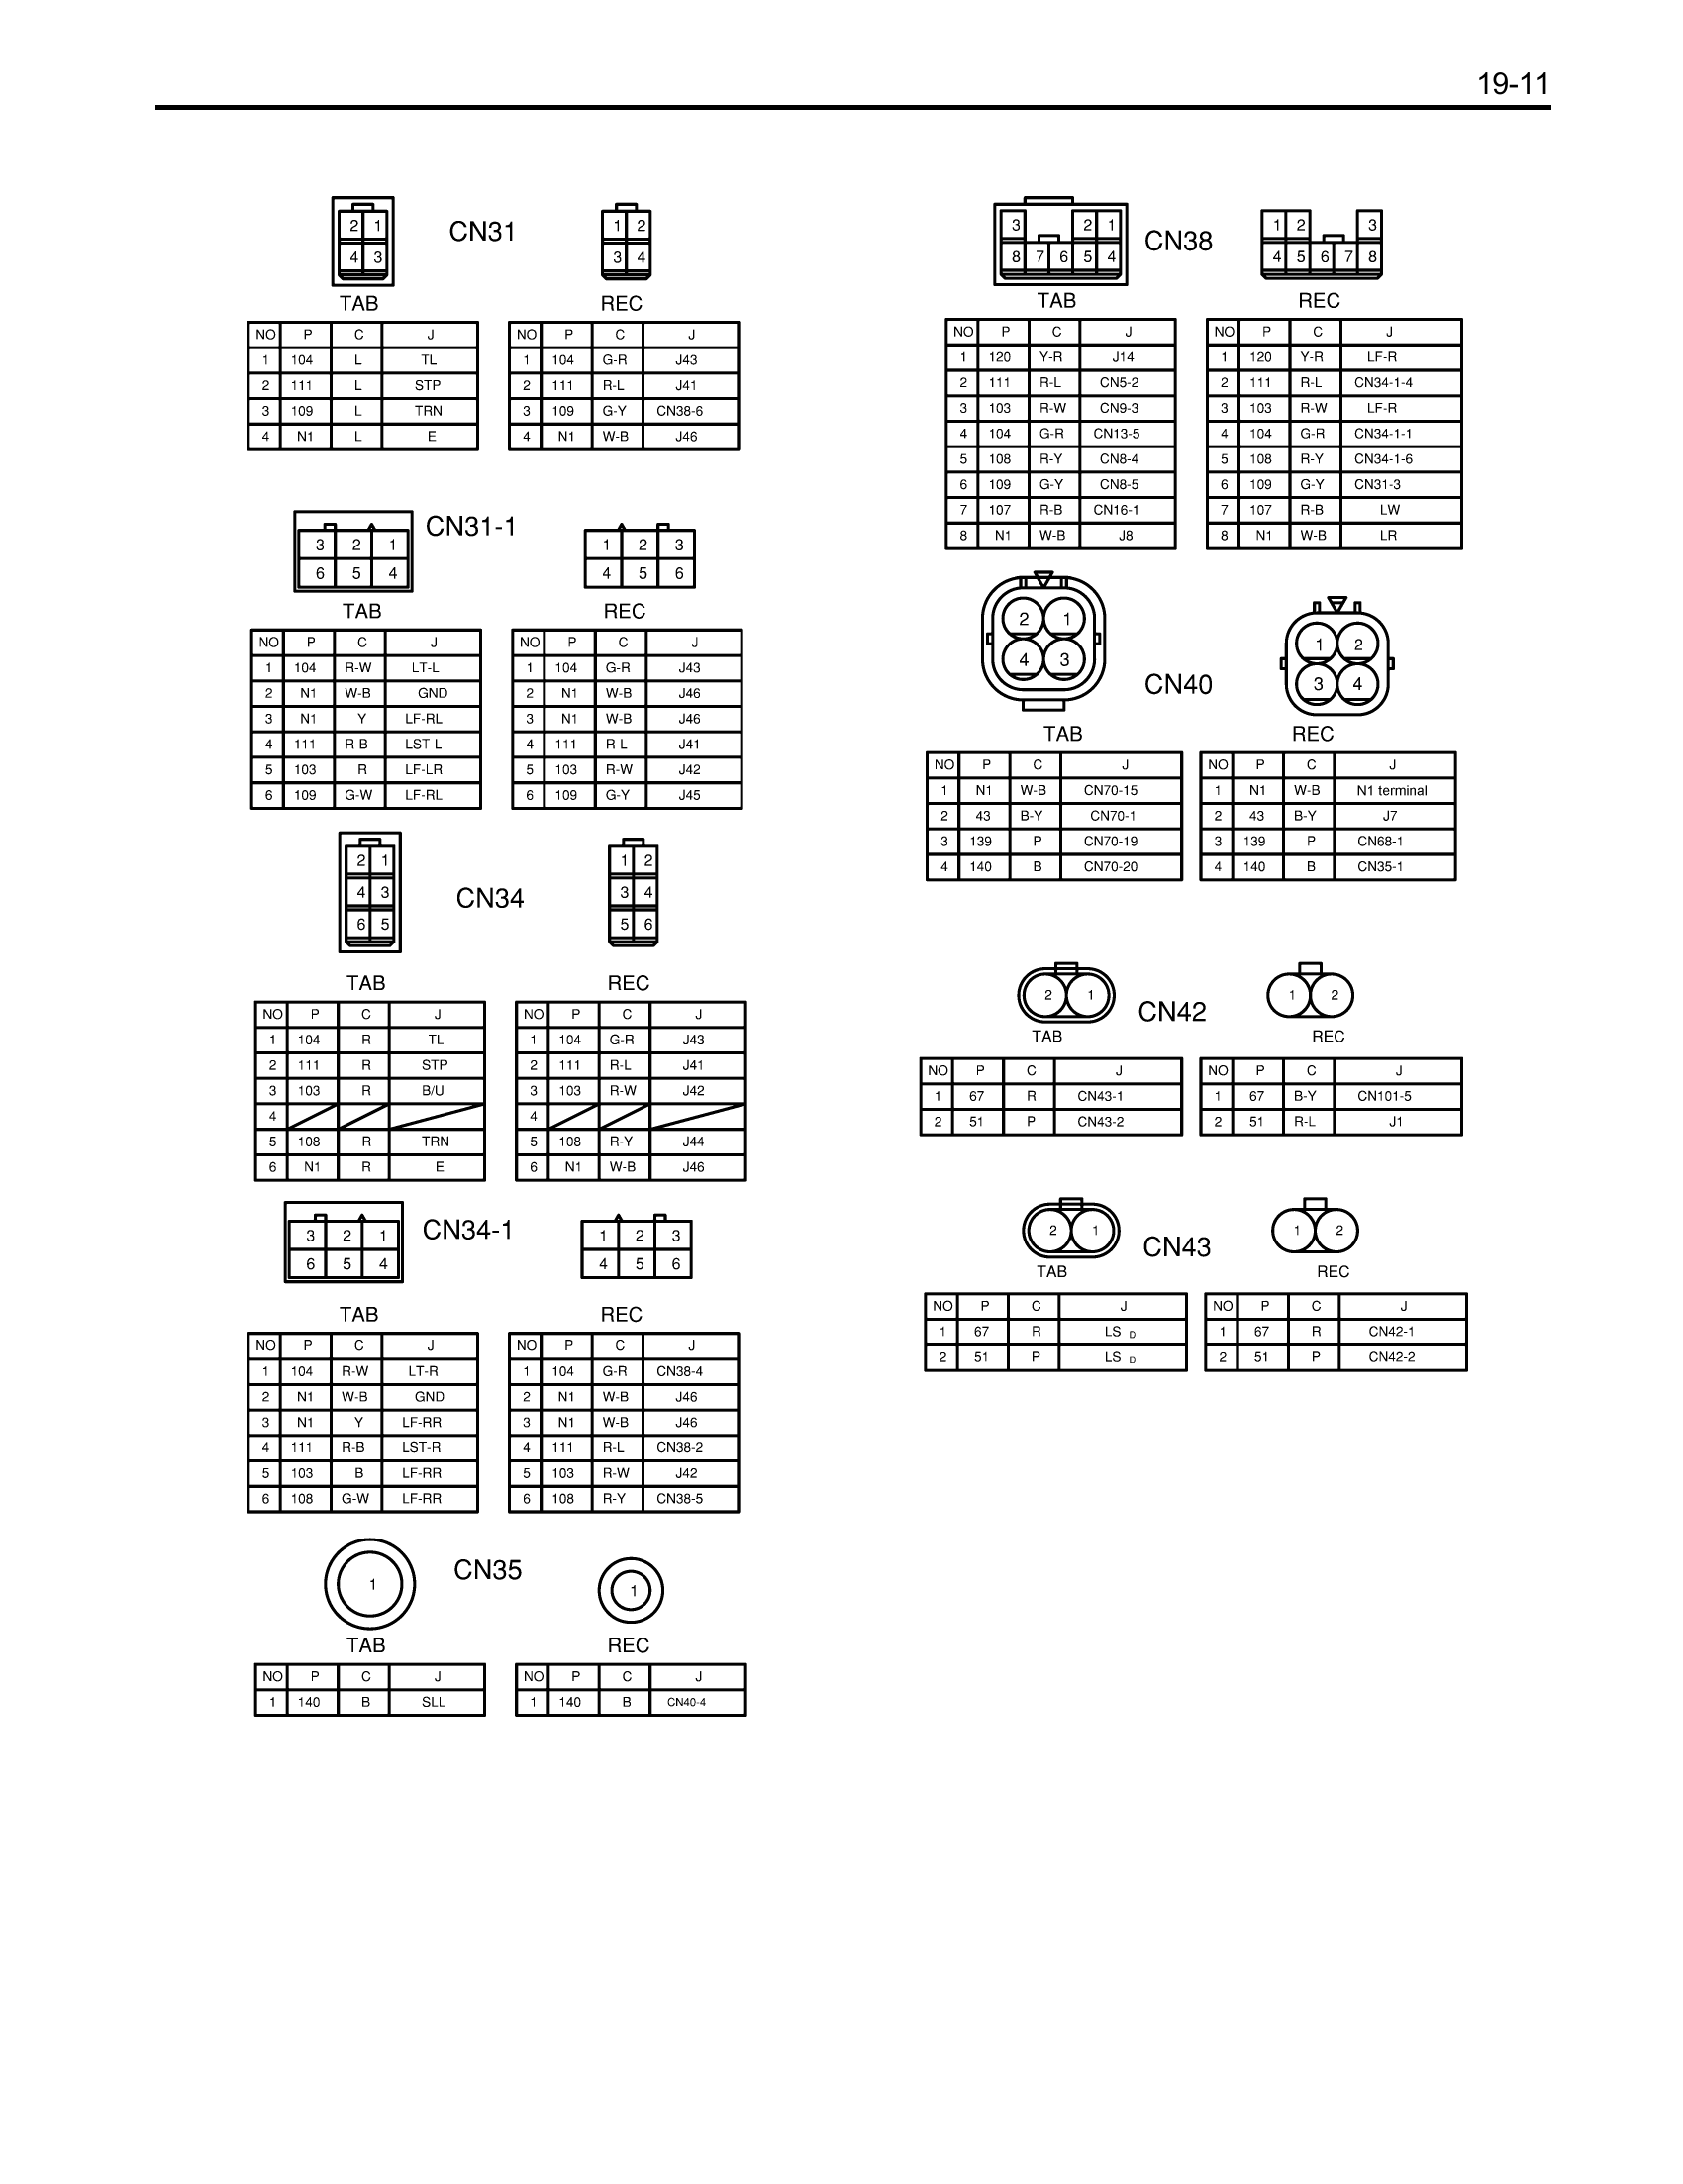 19-11
2 1
4 3
CN31
1 2
3 4
TAB
REC
NO P C J
1 104 L TL
2 111 L STP
3 109 L TRN
4 N1 L E
NO P C J
1 104 G-R J43
2 111 R-L J41
3 109 G-Y CN38-6
4 N1 W-B J46
3 2 1
6 5 4
CN31-1
1 2 3
4 5 6
TAB
REC
NO P C J
1 104 R-W LT-L
2 N1 W-B GND
3 N1 Y LF-RL
4 111 R-B LST-L
5 103 R LF-LR
6 109 G-W LF-RL
NO P C J
1 104 G-R J43
2 N1 W-B J46
3 N1 W-B J46
4 111 R-L J41
5 103 R-W J42
6 109 G-Y J45
2 1
4 3
6 5
CN34
1 2
3 4
5 6
TAB
REC
NO P C J
1 104 R TL
2 111 R STP
3 103 R B/U
4
5 108 R TRN
6 N1 R E
NO P C J
1 104 G-R J43
2 111 R-L J41
3 103 R-W J42
4
5 108 R-Y J44
6 N1 W-B J46
3 2 1
6 5 4
CN34-1
1 2 3
4 5 6
TAB
REC
NO P C J
1 104 R-W LT-R
2 N1 W-B GND
3 N1 Y LF-RR
4 111 R-B LST-R
5 103 B LF-RR
6 108 G-W LF-RR
NO P C J
1 104 G-R CN38-4
2 N1 W-B J46
3 N1 W-B J46
4 111 R-L CN38-2
5 103 R-W J42
6 108 R-Y CN38-5
1
CN35
1
TAB
REC
NO P C J
1 140 B SLL
NO P C J
1 140 B CN40-4
3 2 1
8 7 6 5 4
CN38
1 2 3
4 5 6 7 8
TAB
REC
NO P C J
1 120 Y-R J14
2 111 R-L CN5-2
3 103 R-W CN9-3
4 104 G-R CN13-5
5 108 R-Y CN8-4
6 109 G-Y CN8-5
7 107 R-B CN16-1
8 N1 W-B J8
NO P C J
1 120 Y-R LF-R
2 111 R-L CN34-1-4
3 103 R-W LF-R
4 104 G-R CN34-1-1
5 108 R-Y CN34-1-6
6 109 G-Y CN31-3
7 107 R-B LW
8 N1 W-B LR
2 1
4 3
CN40
1 2
3 4
TAB
REC
NO P C J
1 N1 W-B CN70-15
2 43 B-Y CN70-1
3 139 P CN70-19
4 140 B CN70-20
NO P C J
1 N1 W-B N1 terminal
2 43 B-Y J7
3 139 P CN68-1
4 140 B CN35-1
2 1
CN42
1 2
TAB
REC
NO P C J
1 67 R CN43-1
2 51 P CN43-2
NO P C J
1 67 B-Y CN101-5
2 51 R-L J1
2 1
CN43
1 2
TAB
REC
NO P C J
1 67 R LS D
2 51 P LS D
NO P C J
1 67 R CN42-1
2 51 P CN42-2